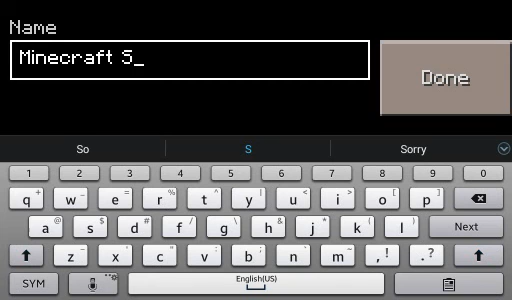 Name
Minecraft S_
Done
So S Sorry
1 2 3 4 5 6 7 8 9 0
q + w _ e = r % t ^ y | u < i > o [ p ]
a @ s $ d # f / g \ h & j * k ( l ) Next
z - x ' c " v : b ; n ~ m ~ , ! . ?
SYM English(US)